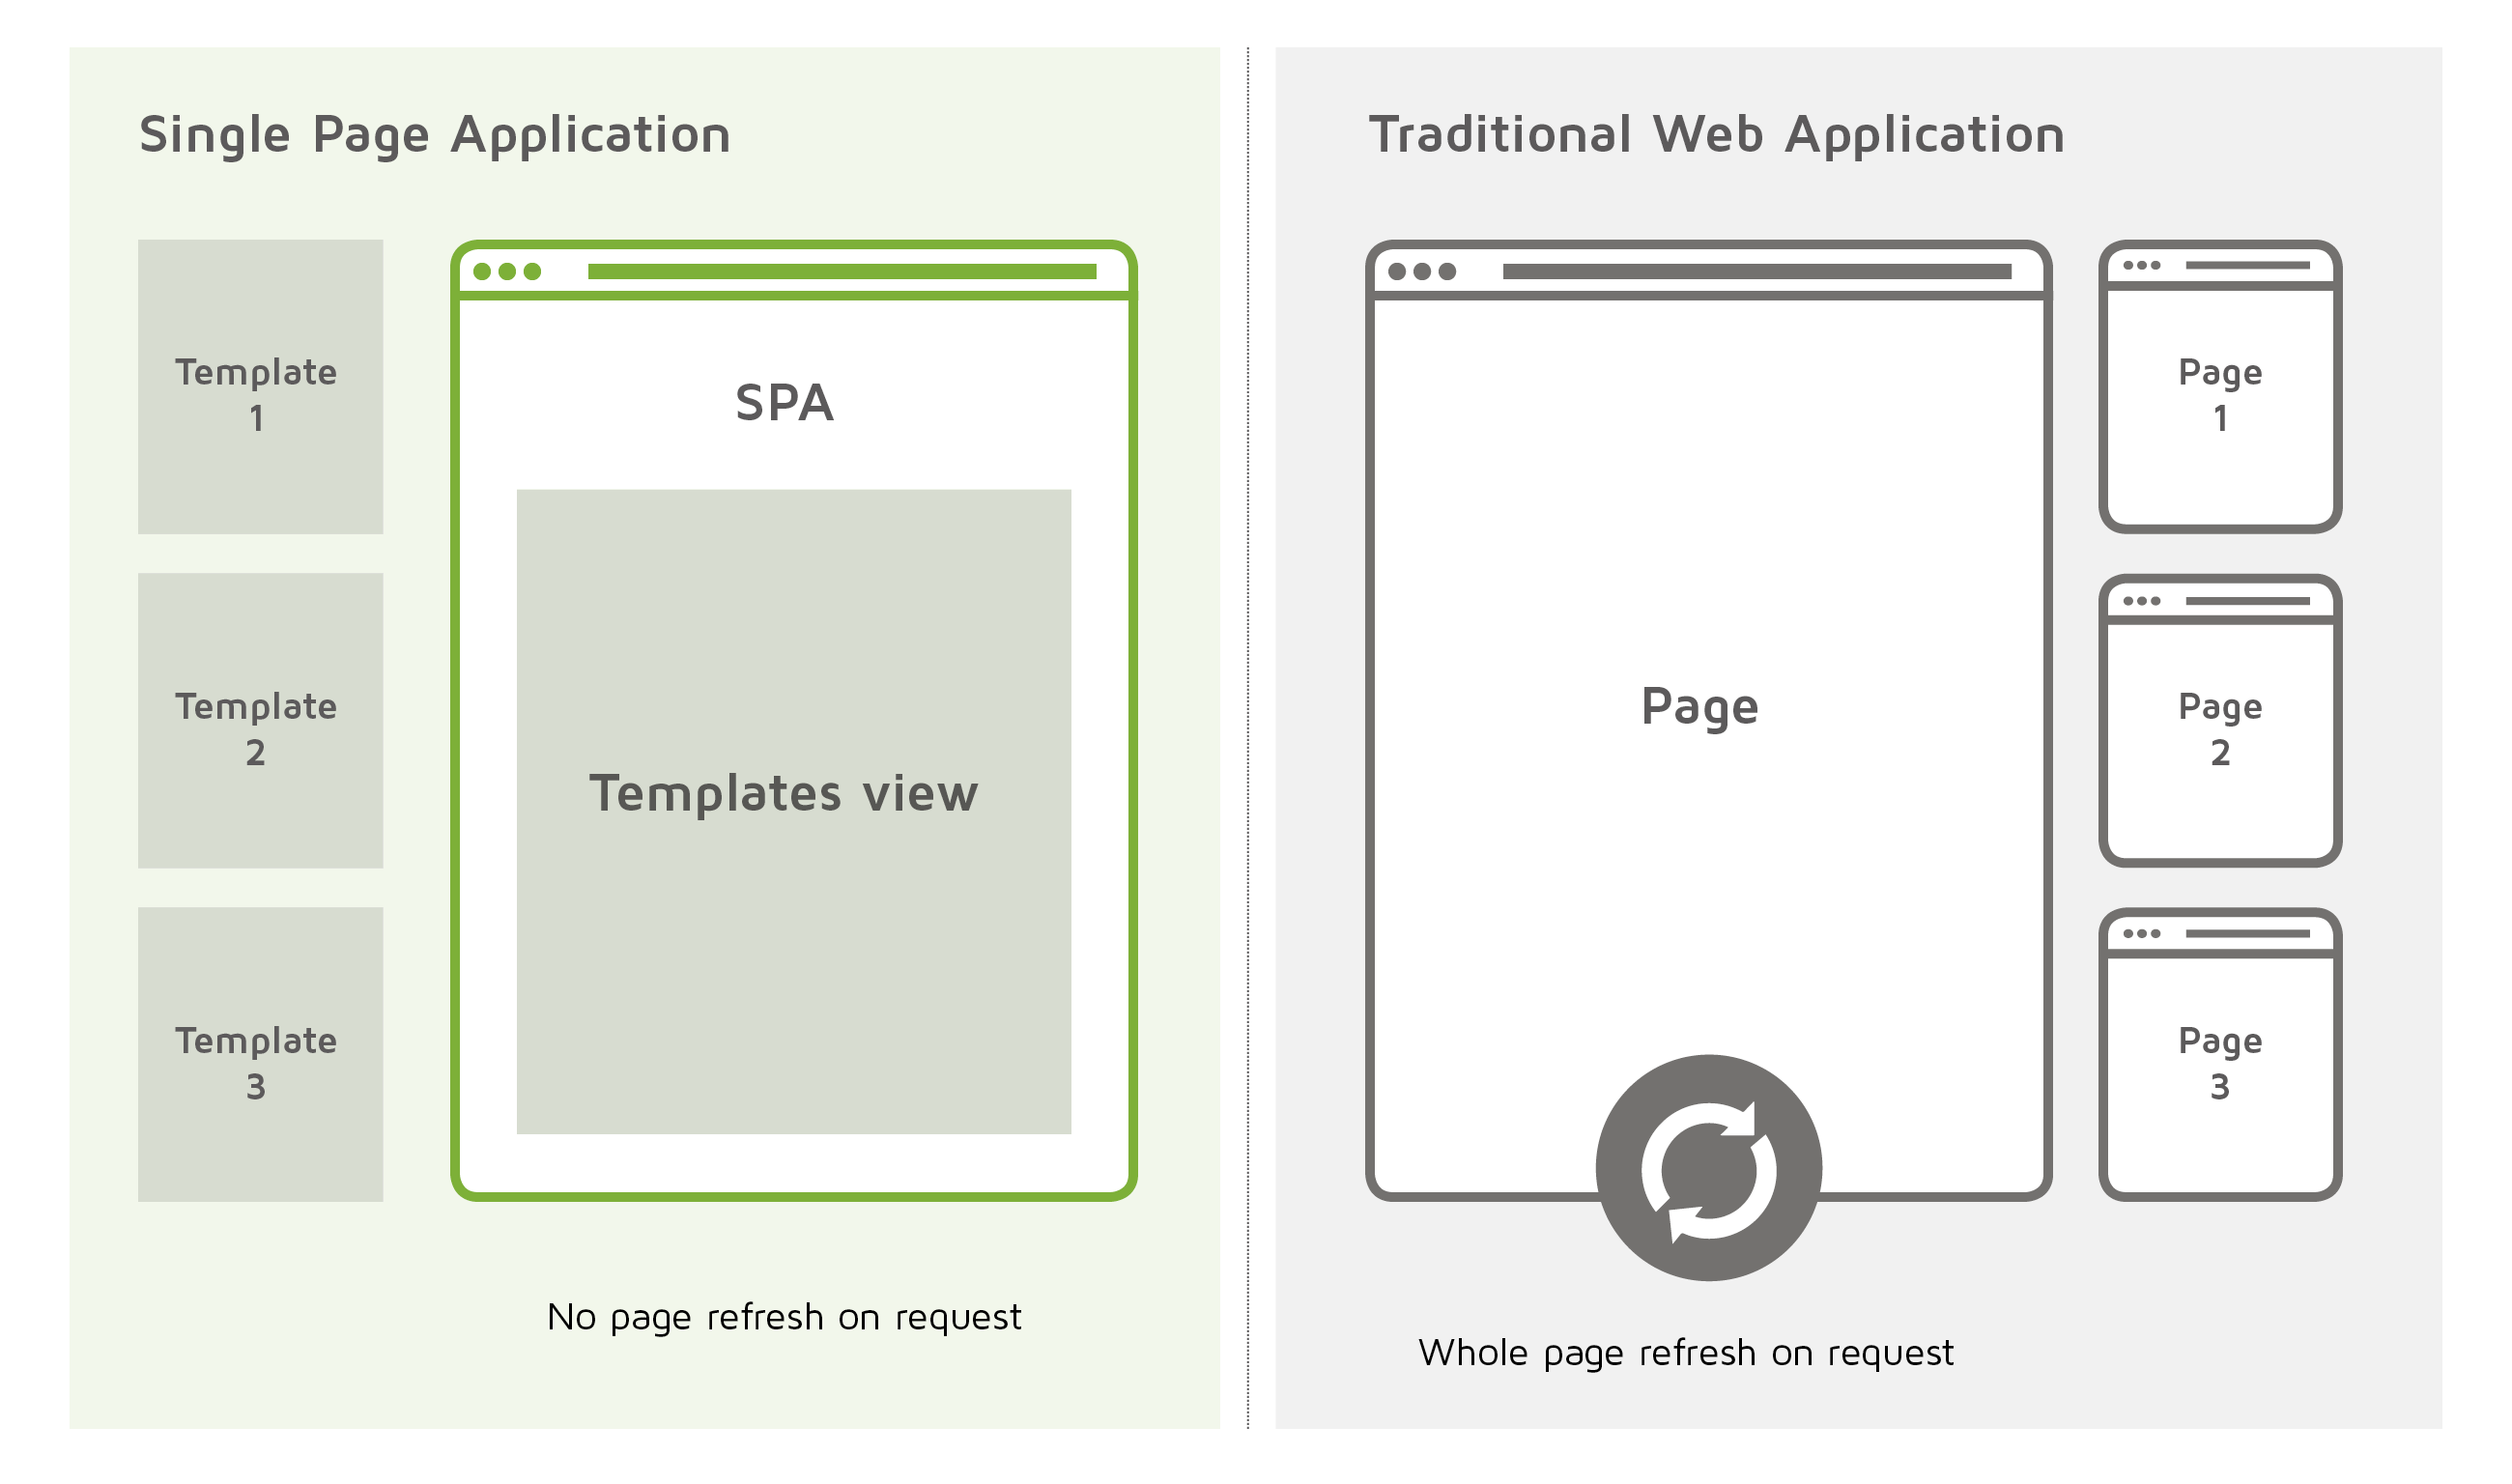 Single Page Application
Template
1
Template
2
Template
3
SPA
Templates view
No page refresh on request
Traditional Web Application
Page
Page
1
Page
2
Page
3
Whole page refresh on request